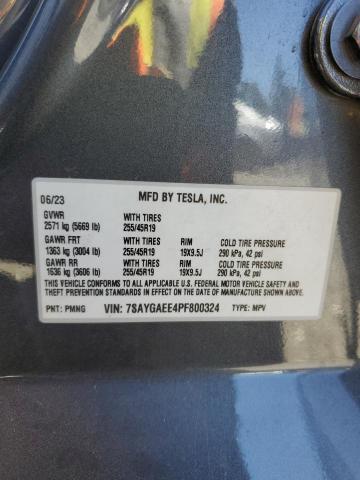 06/23 MFD BY TESLA, INC.
GVWR WITH TIRES
2571 kg (5669 lb) 255/45R19
GAWR FRT WITH TIRES RIM COLD TIRE PRESSURE
1363 kg (3004 lb) 255/45R19 19X9.5J 290 kPa, 42 psi
GAWR RR WITH TIRES RIM COLD TIRE PRESSURE
1636 kg (3606 lb) 255/45R19 19X9.5J 290 kPa, 42 psi
THIS VEHICLE CONFORMS TO ALL APPLICABLE U.S. FEDERAL MOTOR VEHICLE SAFETY
AND THEFT PREVENTION STANDARDS IN EFFECT ON THE DATE OF MANUFACTURE SHOWN ABOVE.
PNT: PMNG VIN: 7SAYGAEE4PF800324 TYPE: MPV